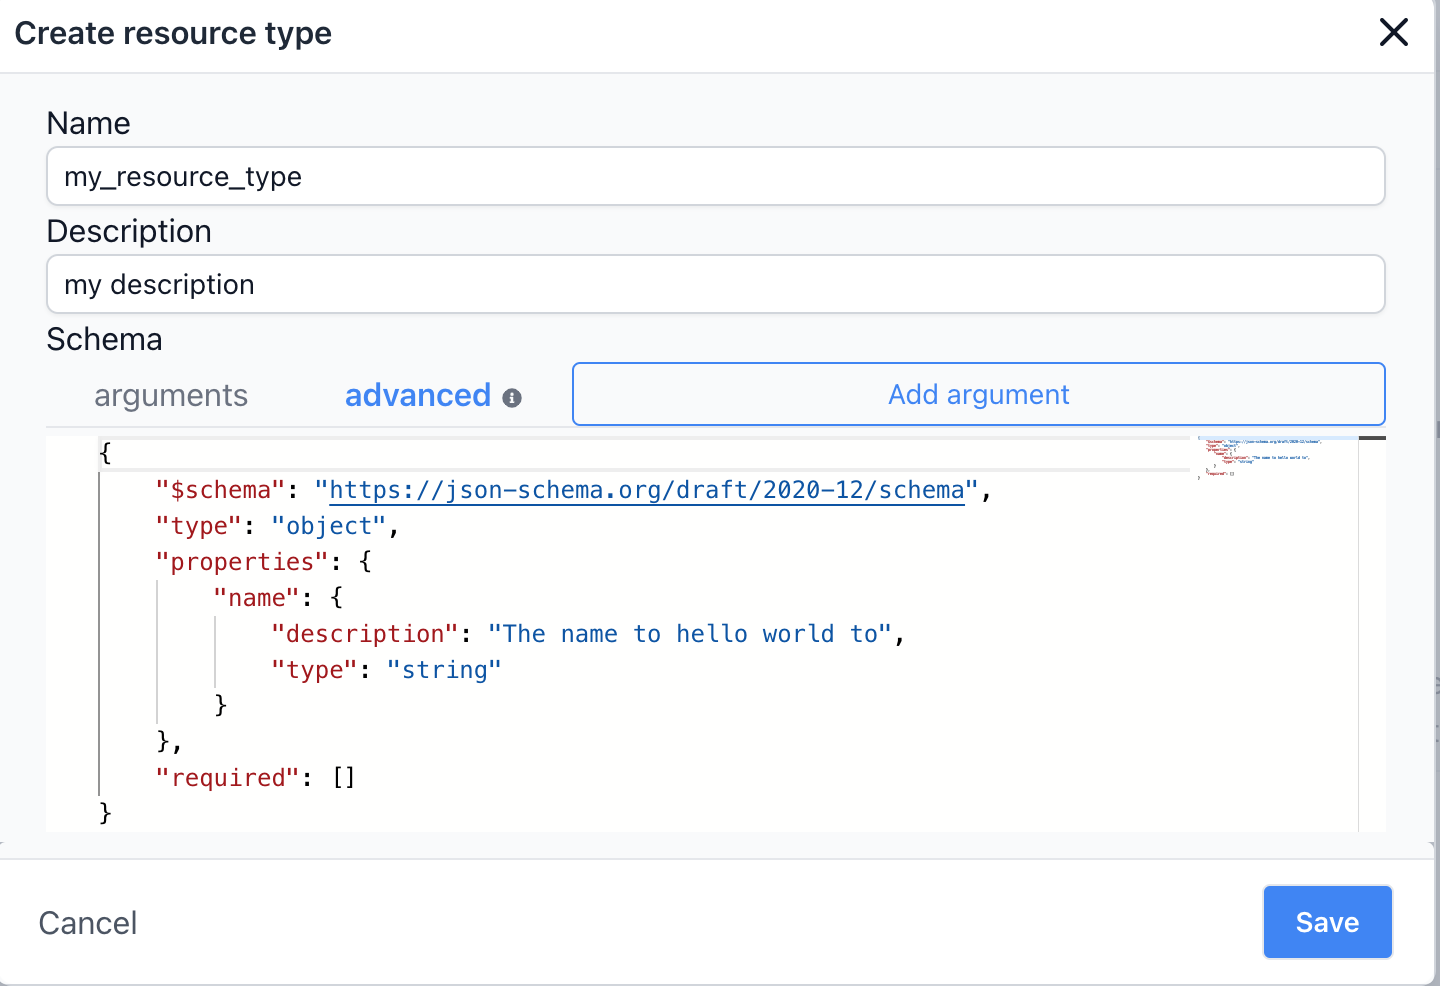 Create resource type
Name
my_resource_type
Description
my description
Schema
arguments advanced Add argument
{
    "$schema": "https://json-schema.org/draft/2020-12/schema",
    "type": "object",
    "properties": {
        "name": {
            "description": "The name to hello world to",
            "type": "string"
        }
    },
    "required": []
}
Cancel Save